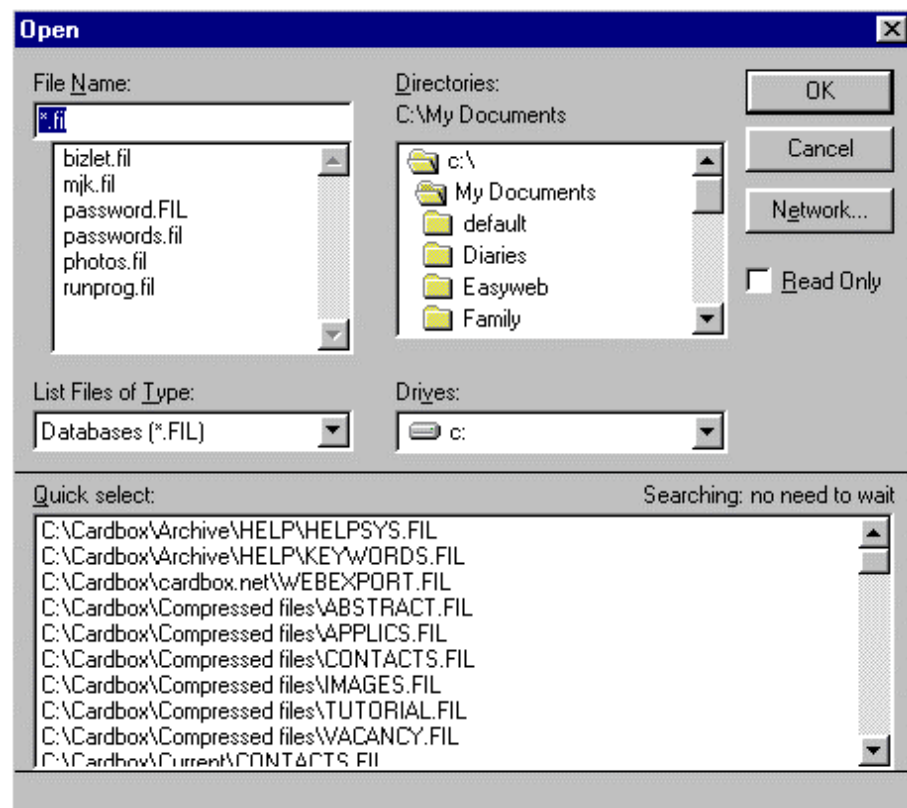 Open
File Name:
*.fil
bizlet.fil
mjk.fil
password.FIL
passwords.fil
photos.fil
runprog.fil
List Files of Type:
Databases (*.FIL)
Directories:
C:\My Documents
c:\
My Documents
default
Diaries
Easyweb
Family
Drives:
c:
OK
Cancel
Network...
Read Only
Quick select:
Searching: no need to wait
C:\Cardbox\Archive\HELP\HELPSYS.FIL
C:\Cardbox\Archive\HELP\KEYWORDS.FIL
C:\Cardbox\cardbox.net\WEBEXPORT.FIL
C:\Cardbox\Compressed files\ABSTRACT.FIL
C:\Cardbox\Compressed files\APPLICS.FIL
C:\Cardbox\Compressed files\CONTACTS.FIL
C:\Cardbox\Compressed files\IMAGES.FIL
C:\Cardbox\Compressed files\TUTORIAL.FIL
C:\Cardbox\Compressed files\VACANCY.FIL
C:\Cardbox\Current\CONTACTS.FIL